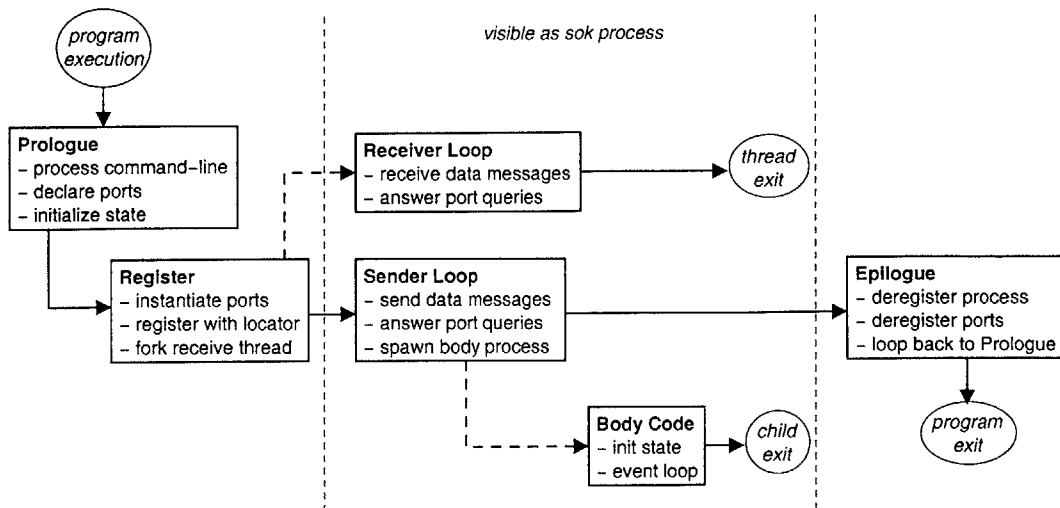 program
execution
visible as sok process
Prologue
– process command–line
– declare ports
– initialize state
Receiver Loop
– receive data messages
– answer port queries
thread
exit
Register
– instantiate ports
– register with locator
– fork receive thread
Sender Loop
– send data messages
– answer port queries
– spawn body process
Epilogue
– deregister process
– deregister ports
– loop back to Prologue
Body Code
– init state
– event loop
child
exit
program
exit